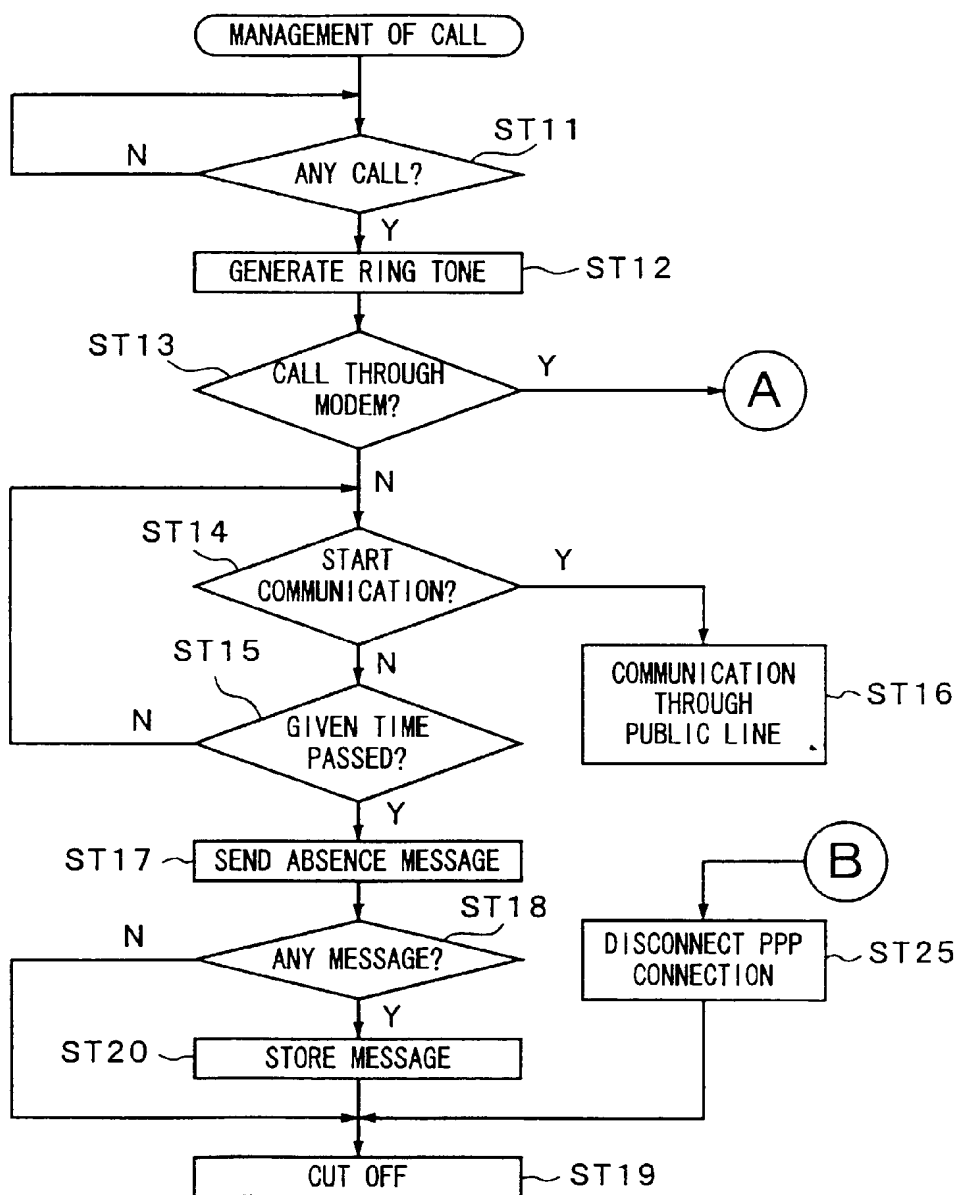 MANAGEMENT OF CALL
ST11
N
ANY CALL?
Y
GENERATE RING TONE
ST12
ST13
CALL THROUGH
MODEM?
Y
A
N
ST14
START
COMMUNICATION?
Y
N
ST15
COMMUNICATION
THROUGH
PUBLIC LINE
ST16
N
GIVEN TIME
PASSED?
Y
ST17
SEND ABSENCE MESSAGE
B
ST18
N
ANY MESSAGE?
DISCONNECT PPP
CONNECTION
ST25
Y
ST20
STORE MESSAGE
CUT OFF
ST19